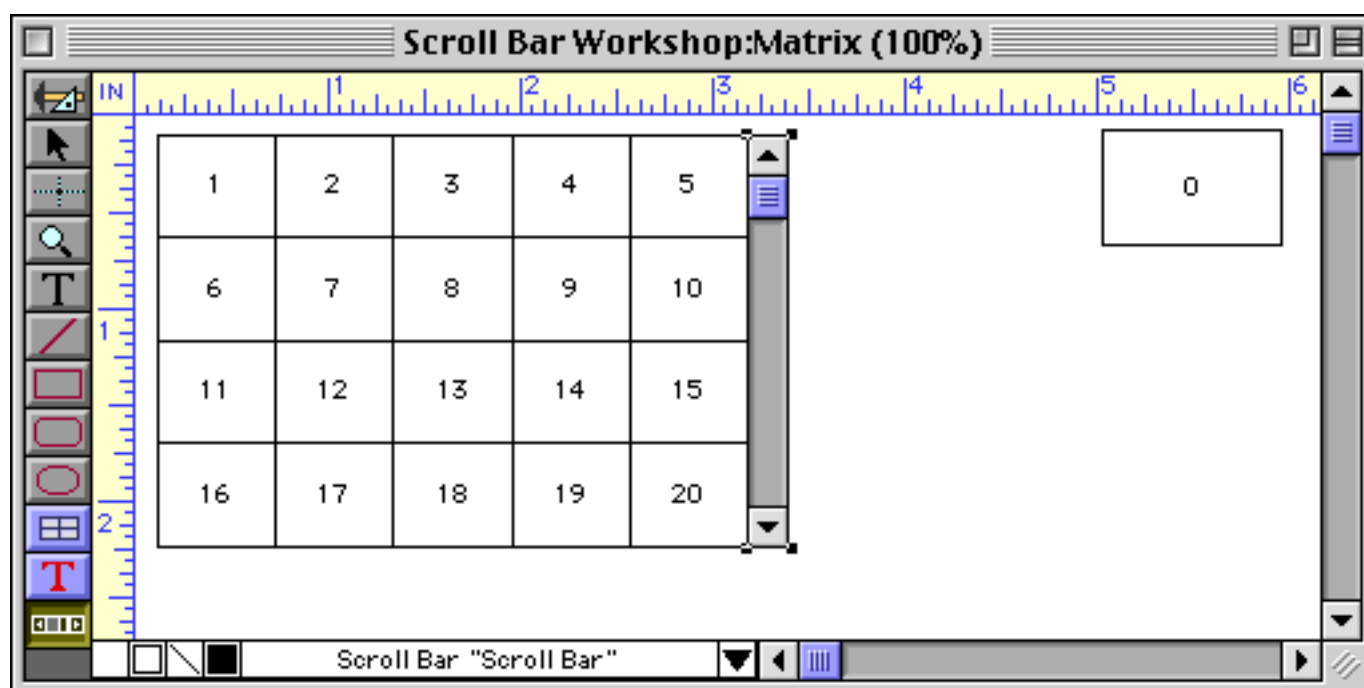 Scroll Bar Workshop:Matrix (100%)
IN 1 2 3 4 5 6
1 2 3 4 5 0
6 7 8 9 10
T
1
11 12 13 14 15
16 17 18 19 20
2
T
Scroll Bar "Scroll Bar"